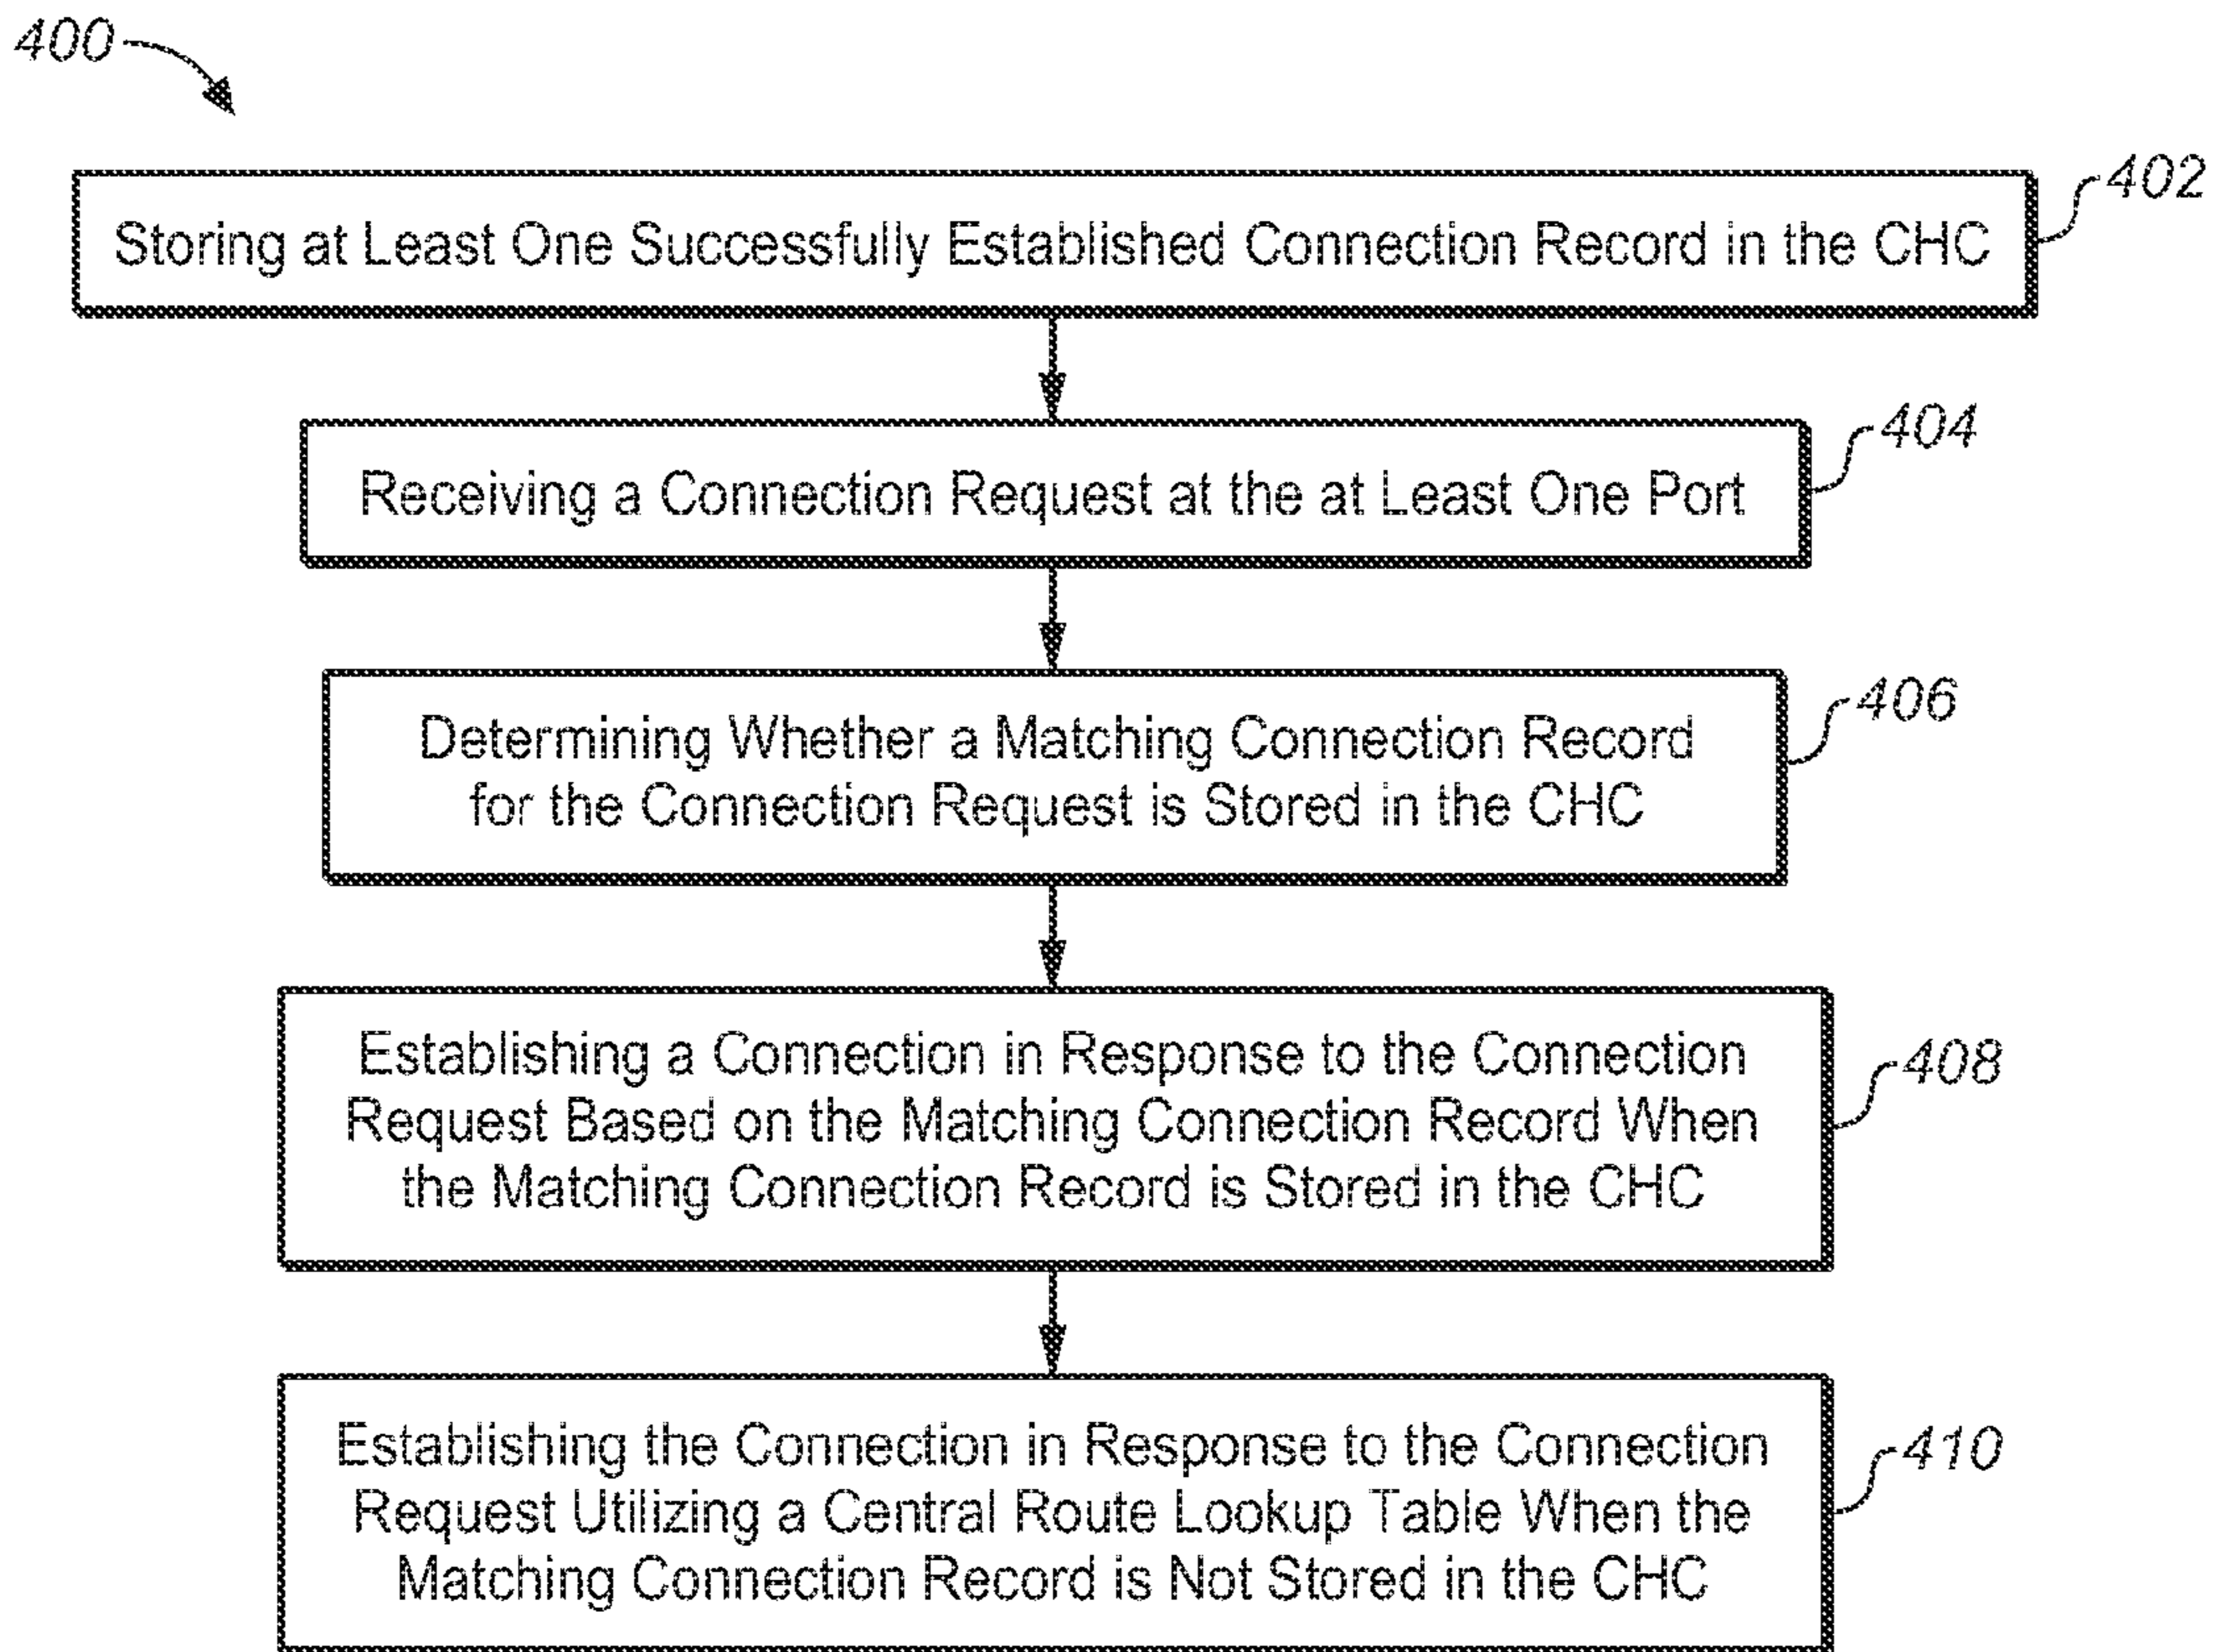 400
402
Storing at Least One Successfully Established Connection Record in the CHC
404
Receiving a Connection Request at the at Least One Port
406
Determining Whether a Matching Connection Record
for the Connection Request is Stored in the CHC
408
Establishing a Connection in Response to the Connection
Request Based on the Matching Connection Record When
the Matching Connection Record is Stored in the CHC
410
Establishing the Connection in Response to the Connection
Request Utilizing a Central Route Lookup Table When the
Matching Connection Record is Not Stored in the CHC